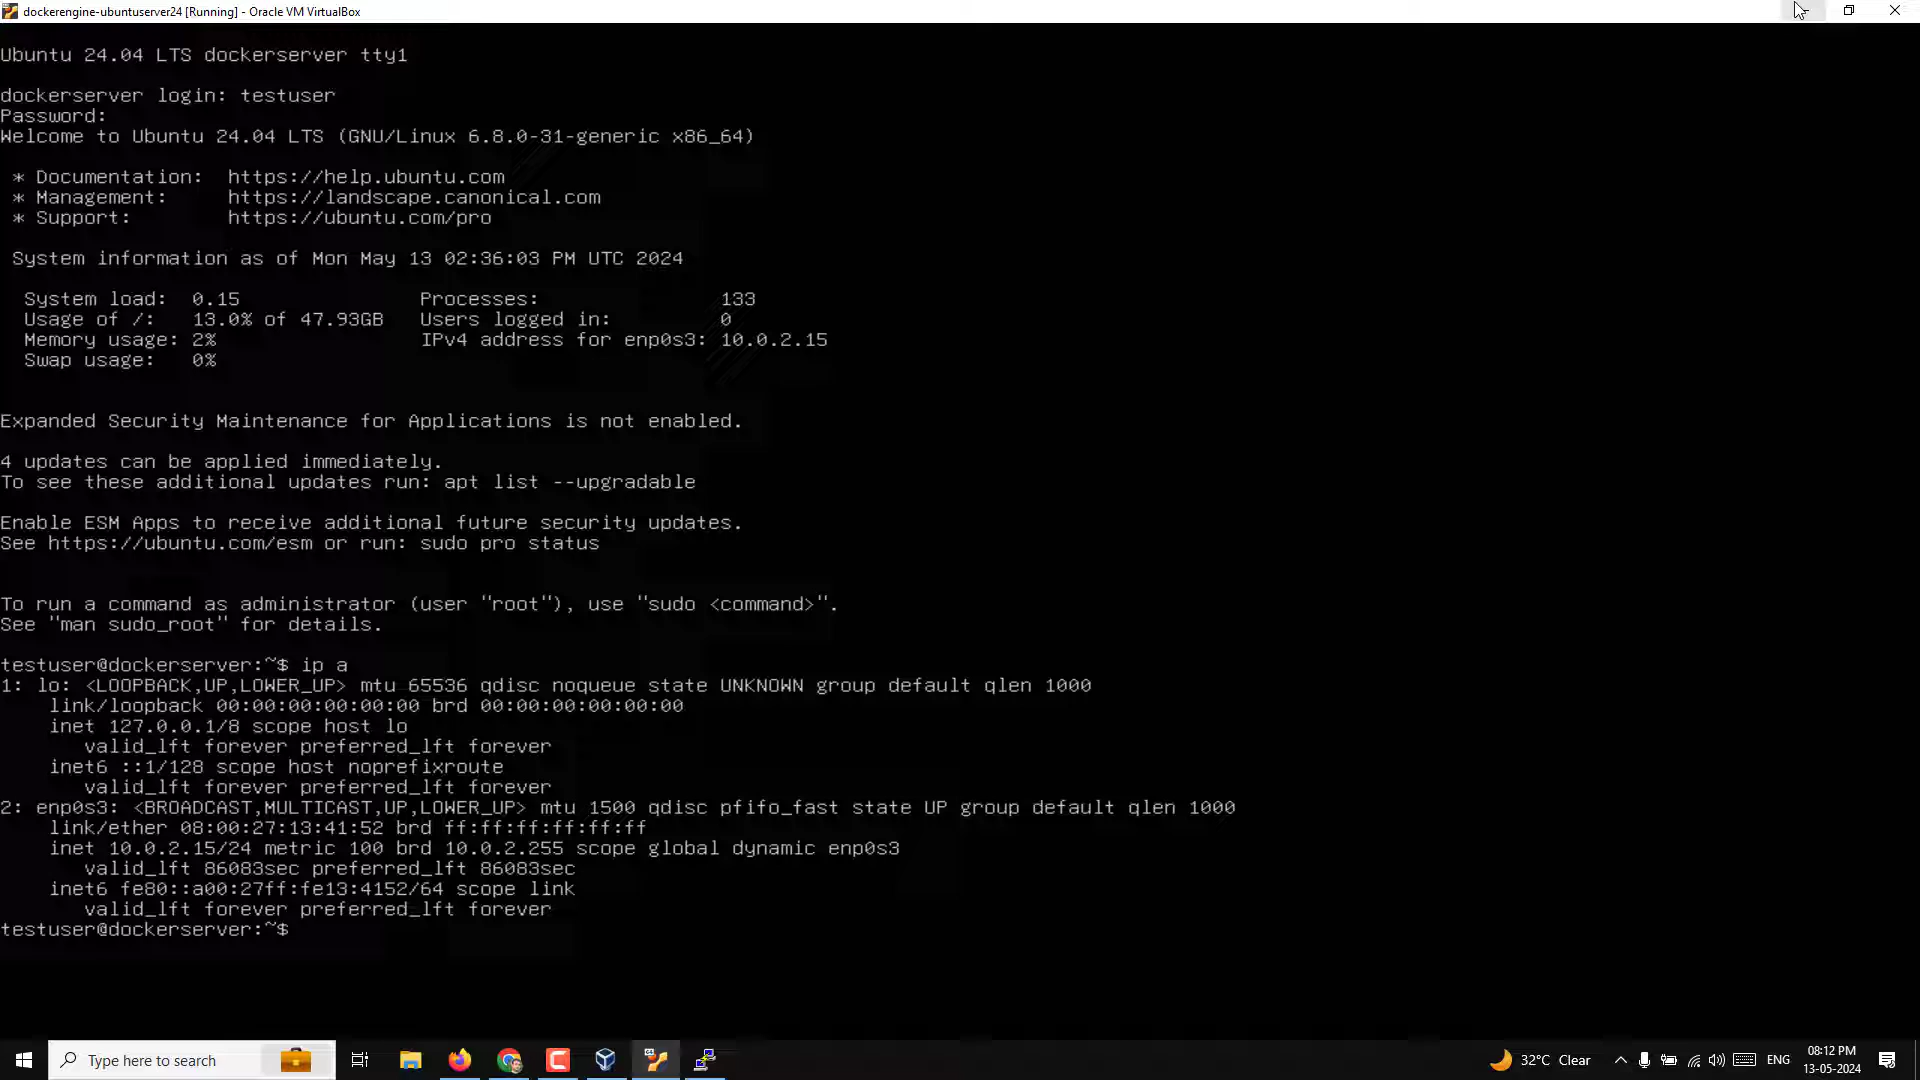 dockerengine-ubuntuserver24 [Running] - Oracle VM VirtualBox
Ubuntu 24.04 LTS dockerserver tty1
dockerserver login: testuser
Password:
Welcome to Ubuntu 24.04 LTS (GNU/Linux 6.8.0-31-generic x86_64)
* Documentation:  https://help.ubuntu.com
* Management:     https://landscape.canonical.com
* Support:        https://ubuntu.com/pro
System information as of Mon May 13 02:36:03 PM UTC 2024
System load:  0.15               Processes:               133
Usage of /:   13.0% of 47.93GB   Users logged in:         0
Memory usage: 2%                 IPv4 address for enp0s3: 10.0.2.15
Swap usage:   0%
Expanded Security Maintenance for Applications is not enabled.
4 updates can be applied immediately.
To see these additional updates run: apt list --upgradable
Enable ESM Apps to receive additional future security updates.
See https://ubuntu.com/esm or run: sudo pro status
To run a command as administrator (user "root"), use "sudo <command>".
See "man sudo_root" for details.
testuser@dockerserver:~$ ip a
1: lo: <LOOPBACK,UP,LOWER_UP> mtu 65536 qdisc noqueue state UNKNOWN group default qlen 1000
link/loopback 00:00:00:00:00:00 brd 00:00:00:00:00:00
inet 127.0.0.1/8 scope host lo
valid_lft forever preferred_lft forever
inet6 ::1/128 scope host noprefixroute
valid_lft forever preferred_lft forever
2: enp0s3: <BROADCAST,MULTICAST,UP,LOWER_UP> mtu 1500 qdisc pfifo_fast state UP group default qlen 1000
link/ether 08:00:27:13:41:52 brd ff:ff:ff:ff:ff:ff
inet 10.0.2.15/24 metric 100 brd 10.0.2.255 scope global dynamic enp0s3
valid_lft 86083sec preferred_lft 86083sec
inet6 fe80::a00:27ff:fe13:4152/64 scope link
valid_lft forever preferred_lft forever
testuser@dockerserver:~$
Type here to search
32°C Clear
ENG
08:12 PM
13-05-2024